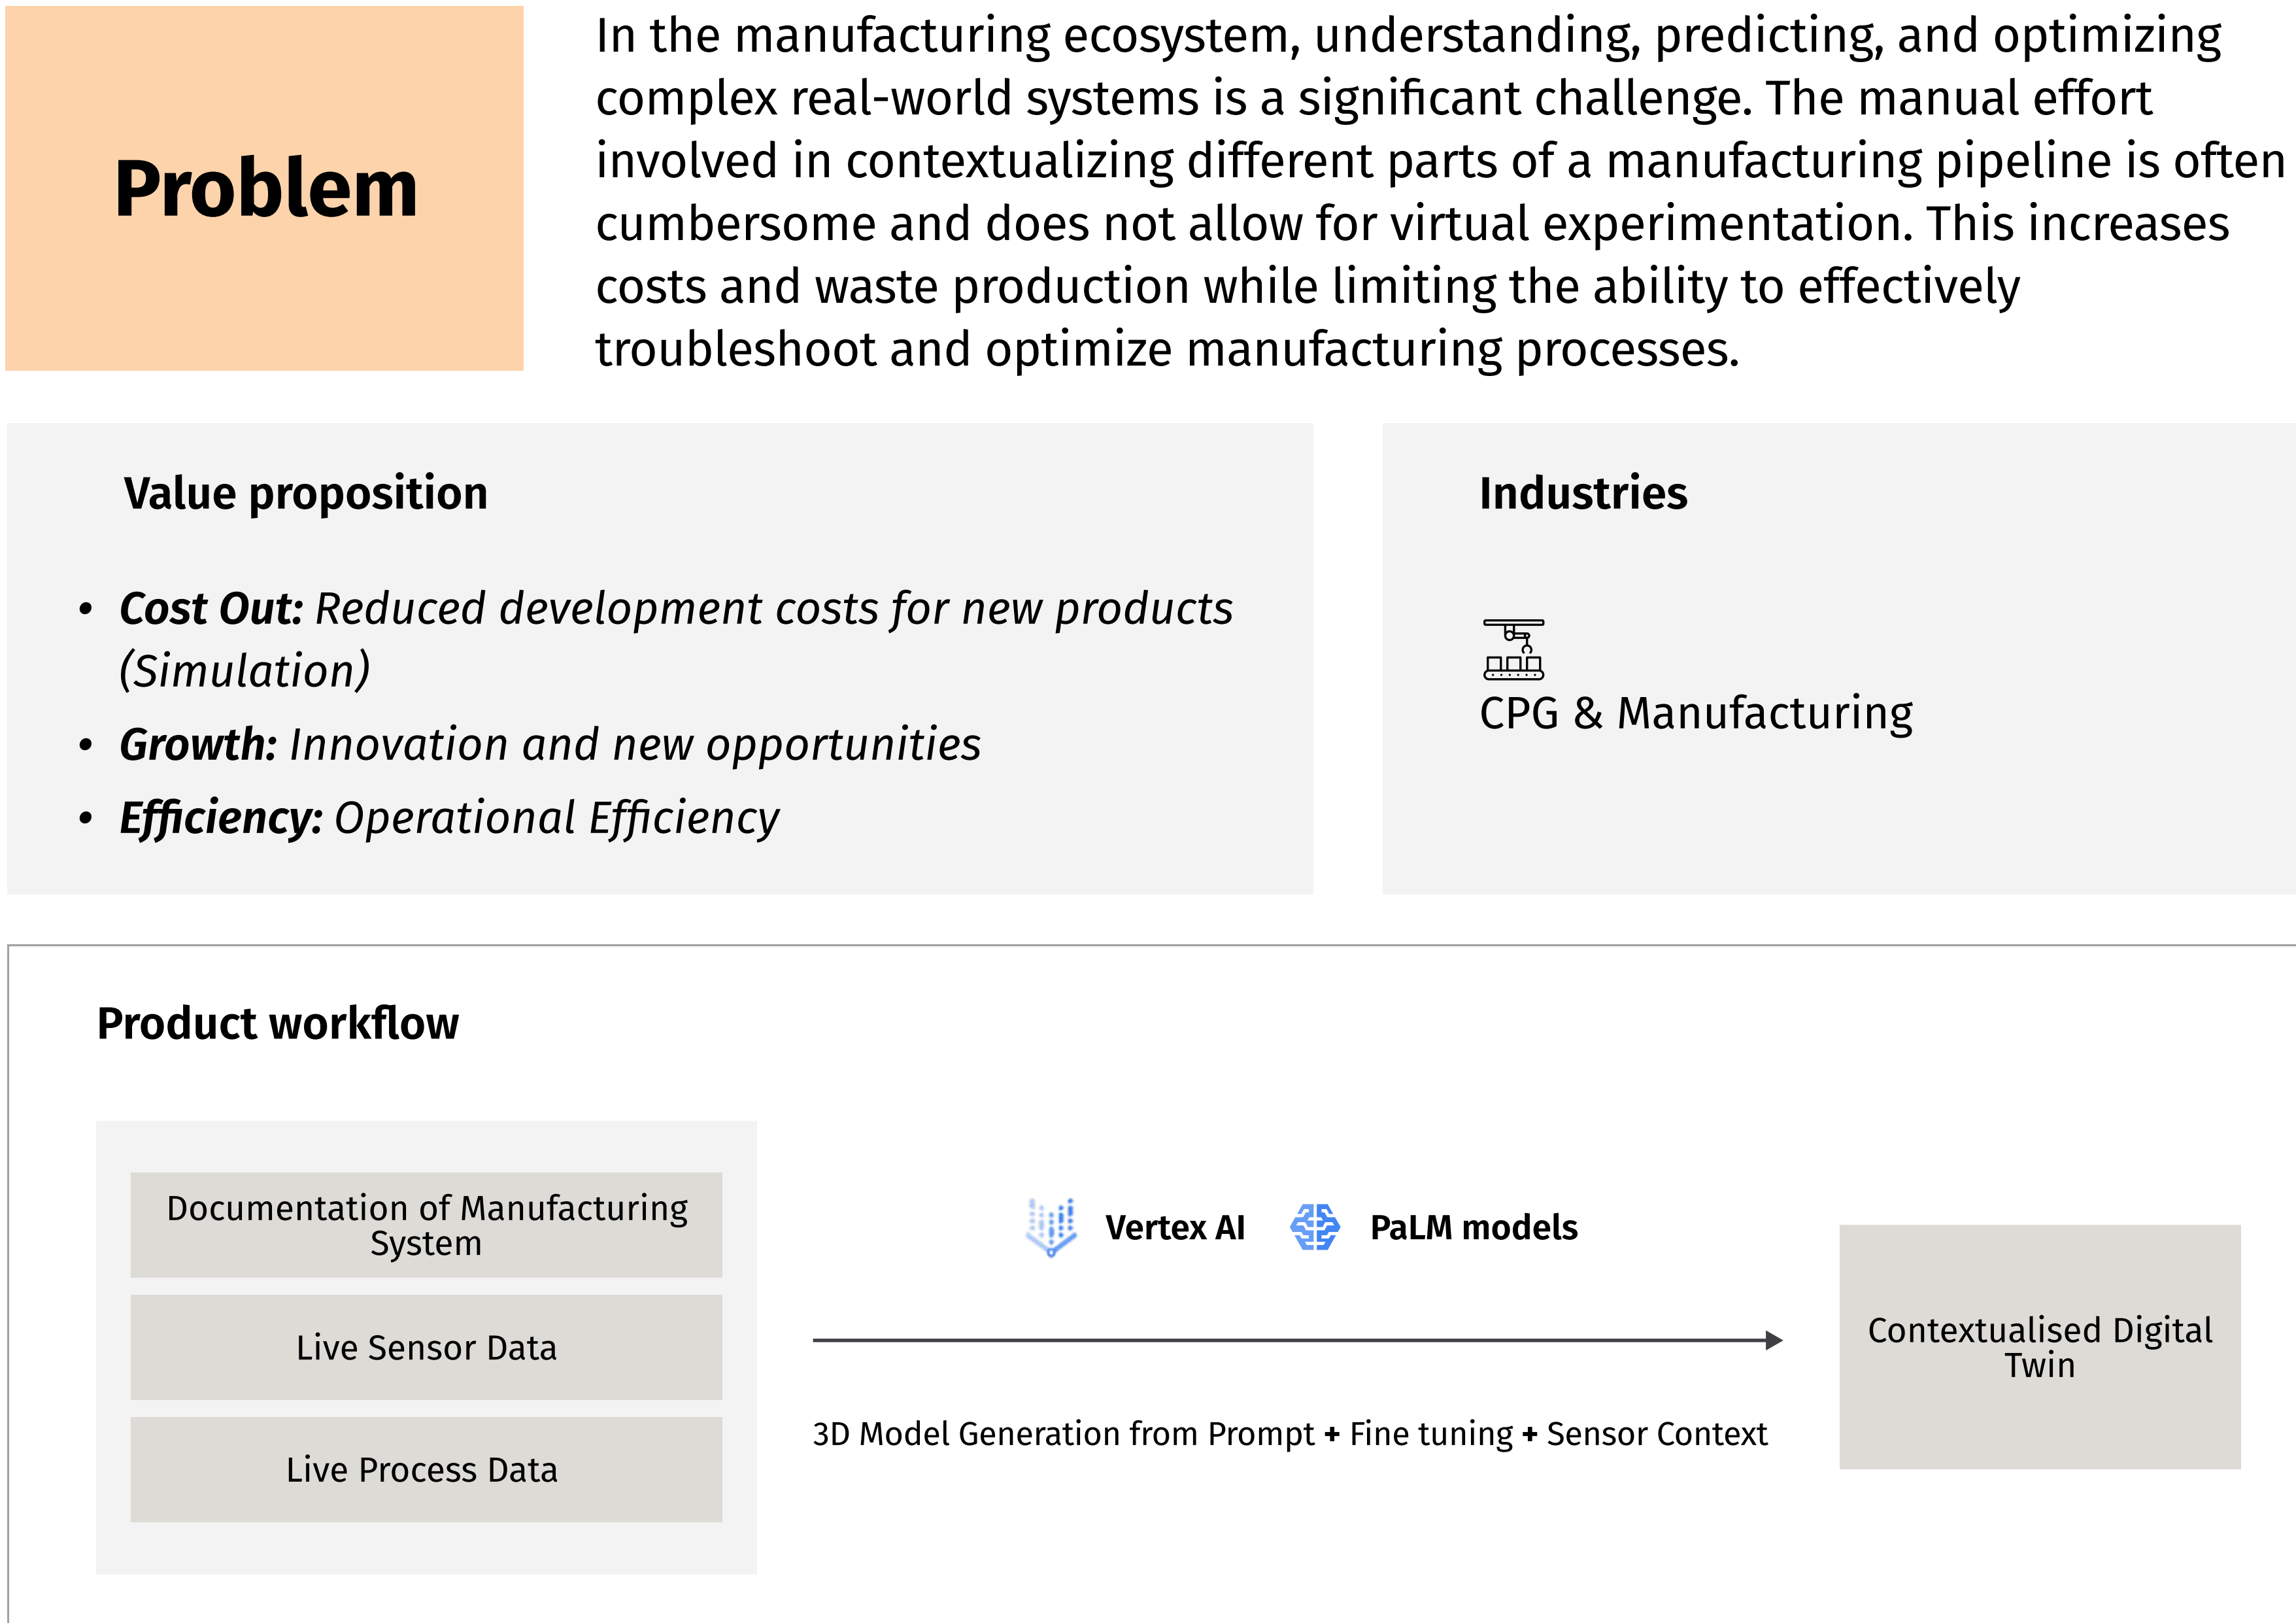 Problem
In the manufacturing ecosystem, understanding, predicting, and optimizing
complex real-world systems is a significant challenge. The manual effort
involved in contextualizing different parts of a manufacturing pipeline is often
cumbersome and does not allow for virtual experimentation. This increases
costs and waste production while limiting the ability to effectively
troubleshoot and optimize manufacturing processes.
Value proposition
• Cost Out: Reduced development costs for new products
(Simulation)
• Growth: Innovation and new opportunities
• Efficiency: Operational Efficiency
Industries
CPG & Manufacturing
Product workflow
Documentation of Manufacturing
System
Live Sensor Data
Live Process Data
Vertex AI
PaLM models
3D Model Generation from Prompt + Fine tuning + Sensor Context
Contextualised Digital
Twin